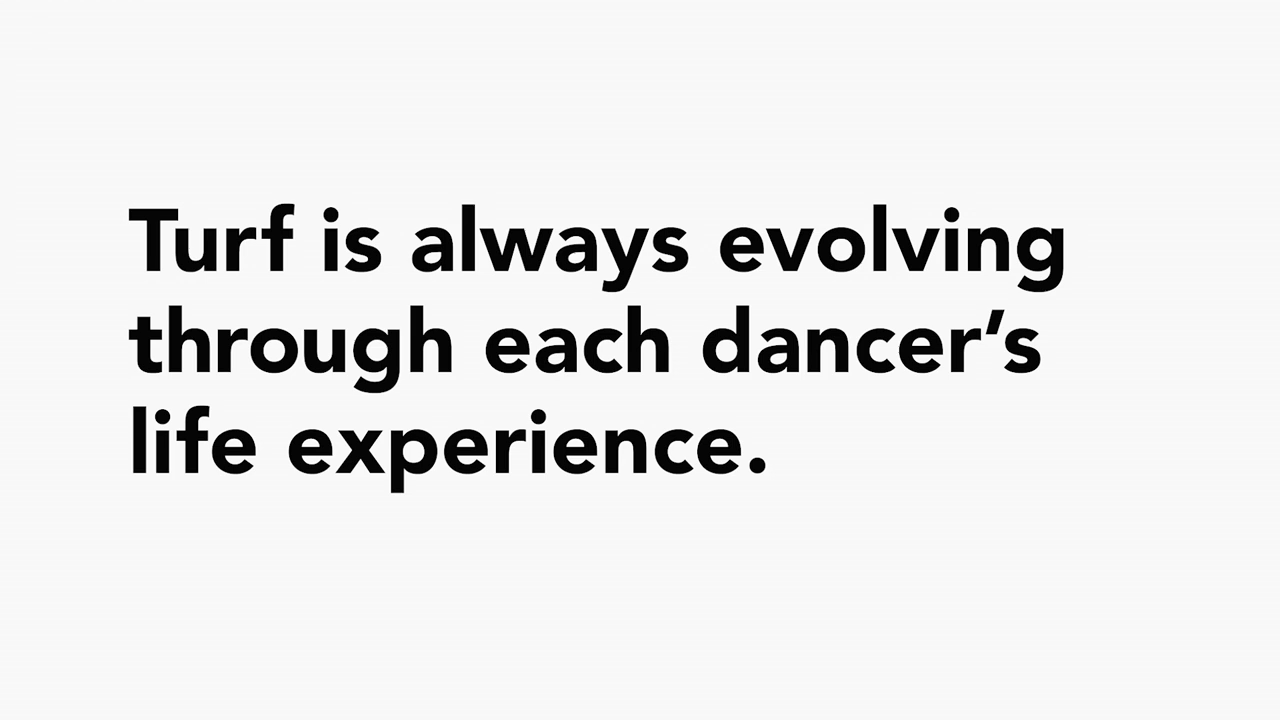 Turf is always evolving
through each dancer’s
life experience.